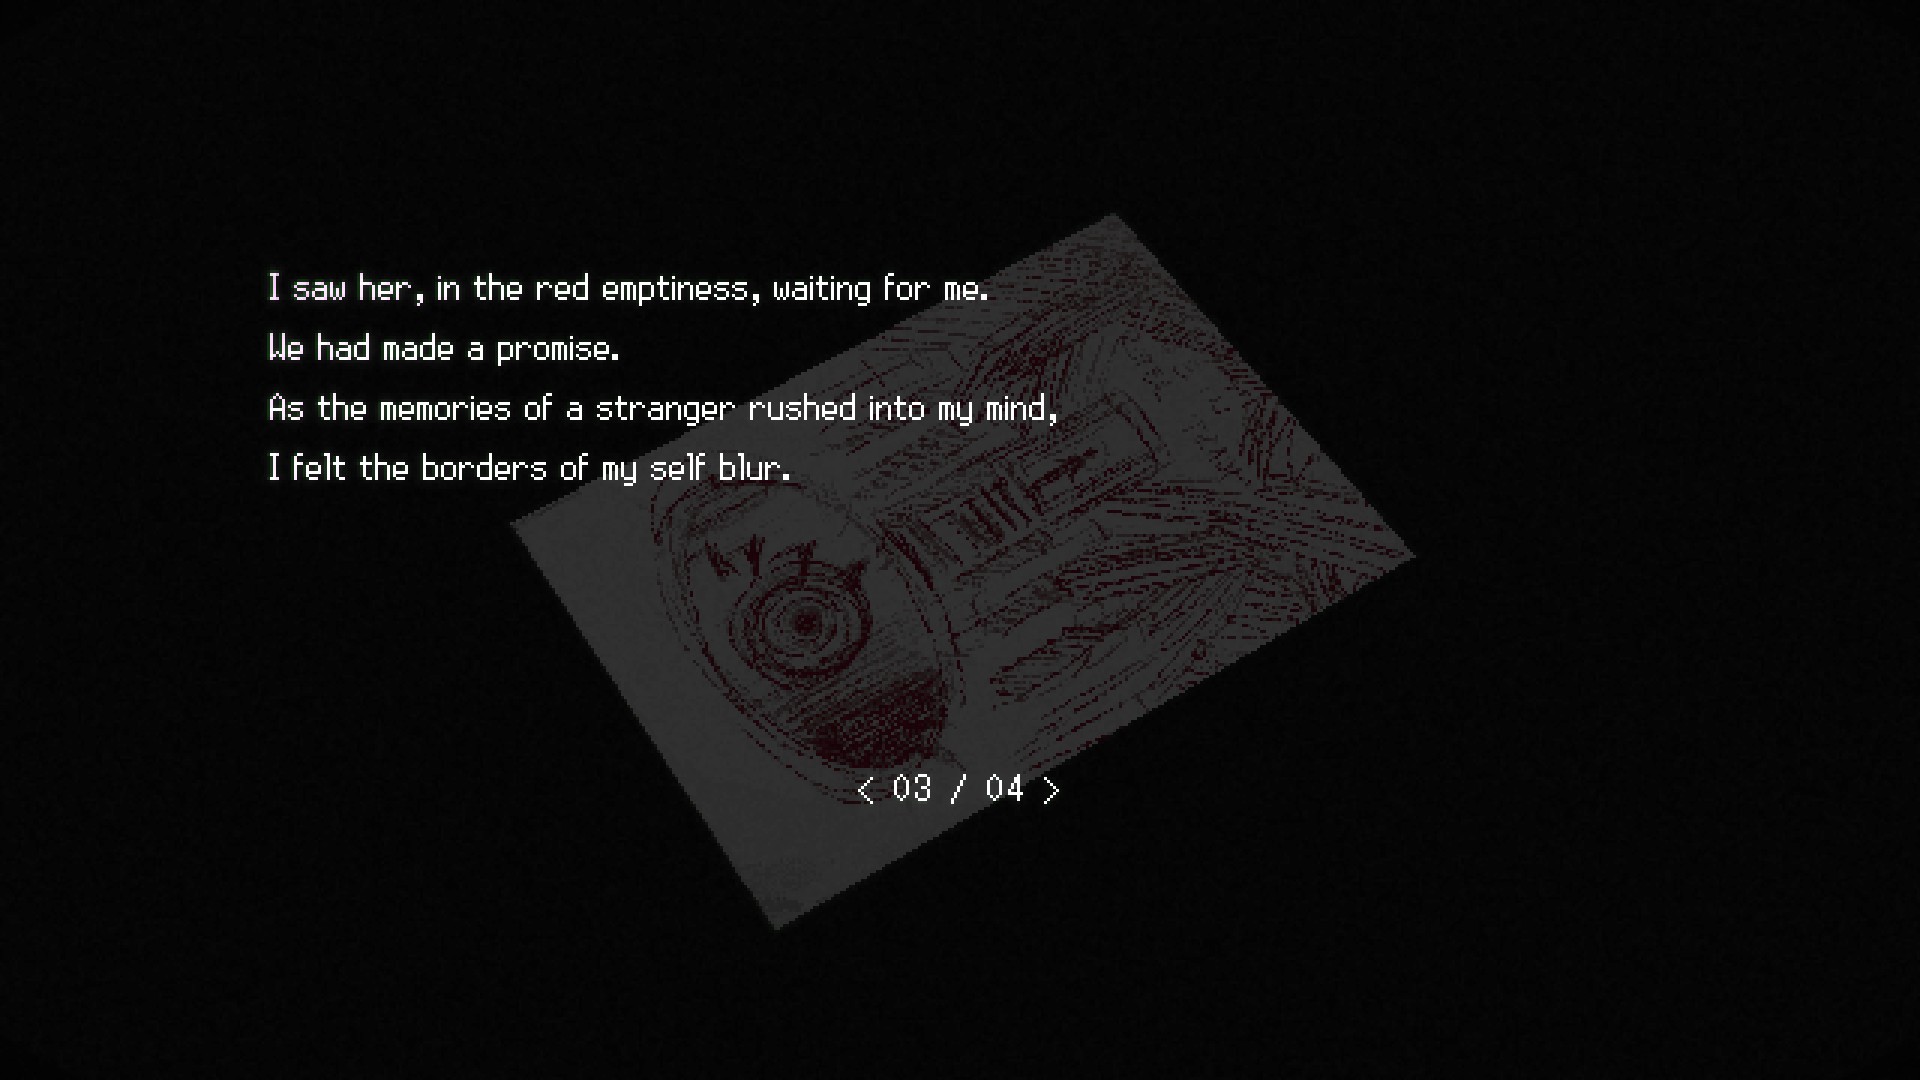 I saw her, in the red emptiness, waiting for me.
We had made a promise.
As the memories of a stranger rushed into my mind,
I felt the borders of my self blur.
< 03 / 04 >